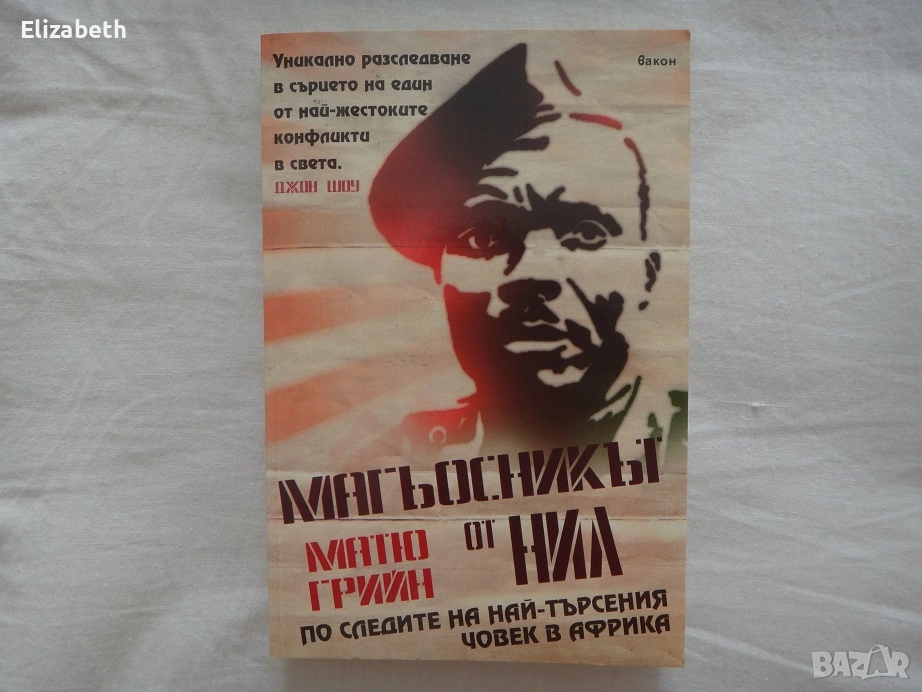 Elizabeth
Уникално разследване
в сърцето на един
от най-жестоките
конфликти
в света.
ДЖОН ШОУ
вакон
МАГЬОСНИКЪТ
ОТ НИЛ
МАТЮ
ГРИЙН
ПО СЛЕДИТЕ НА НАЙ-ТЪРСЕНИЯ
ЧОВЕК В АФРИКА
BAZAR